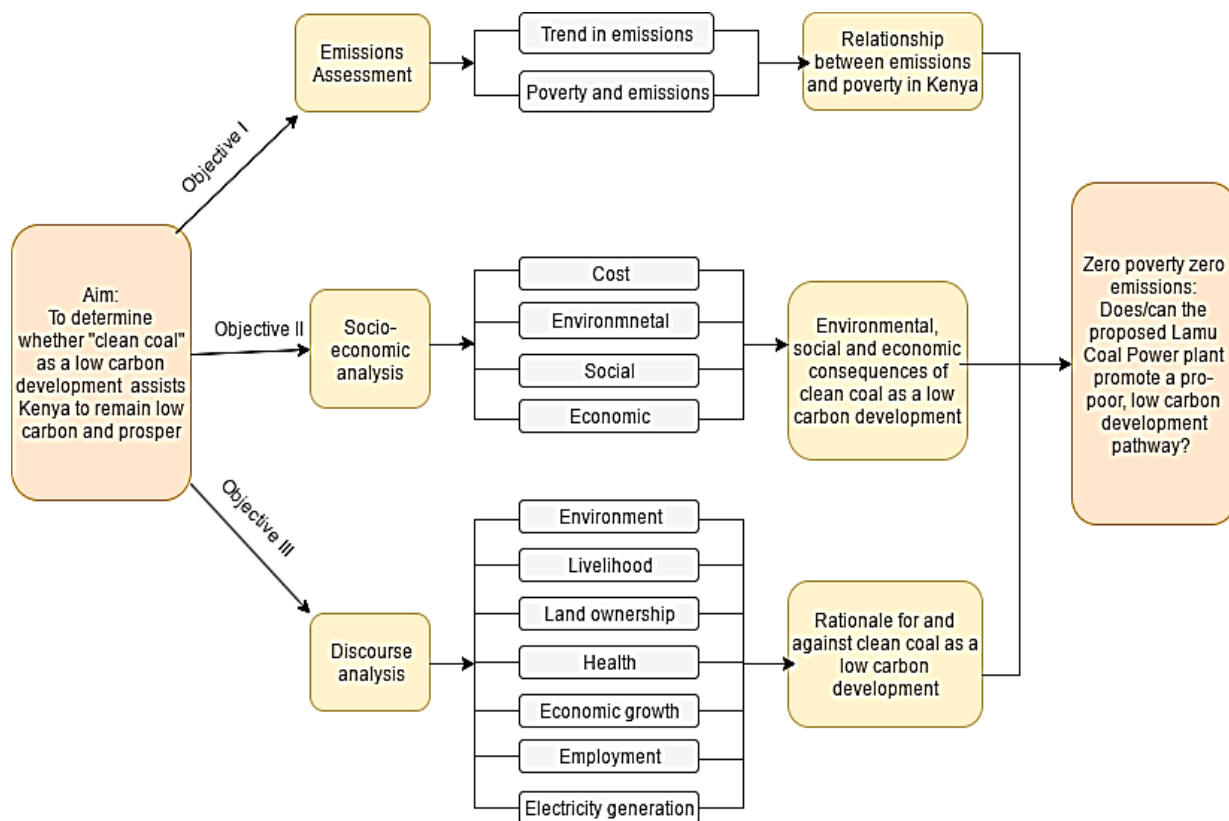 Emissions
Assessment
Trend in emissions
Poverty and emissions
Relationship
between emissions
and poverty in Kenya
Objective I
Aim:
To determine
whether "clean coal"
as a low carbon
development assists
Kenya to remain low
carbon and prosper
Objective II
Socio-
economic
analysis
Cost
Environmnetal
Social
Economic
Environmental,
social and economic
consequences of
clean coal as a low
carbon development
Zero poverty zero
emissions:
Does/can the
proposed Lamu
Coal Power plant
promote a pro-
poor, low carbon
development
pathway?
Objective III
Discourse
analysis
Environment
Livelihood
Land ownership
Health
Economic growth
Employment
Electricity generation
Rationale for and
against clean coal as a
low carbon
development